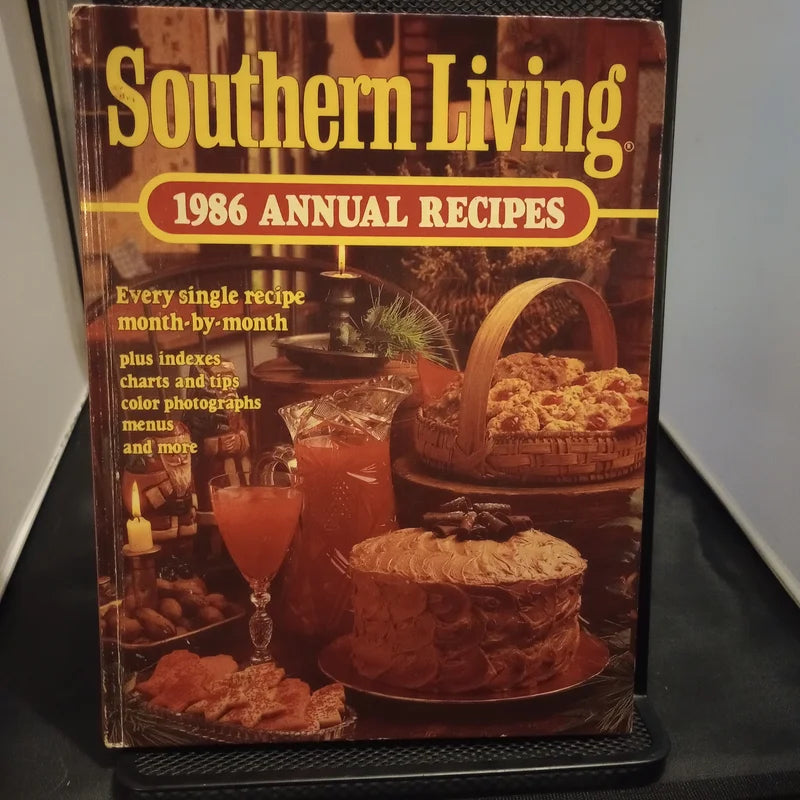 Southern Living®
1986 ANNUAL RECIPES
Every single recipe
month-by-month
plus indexes
charts and tips
color photographs
menus
and more